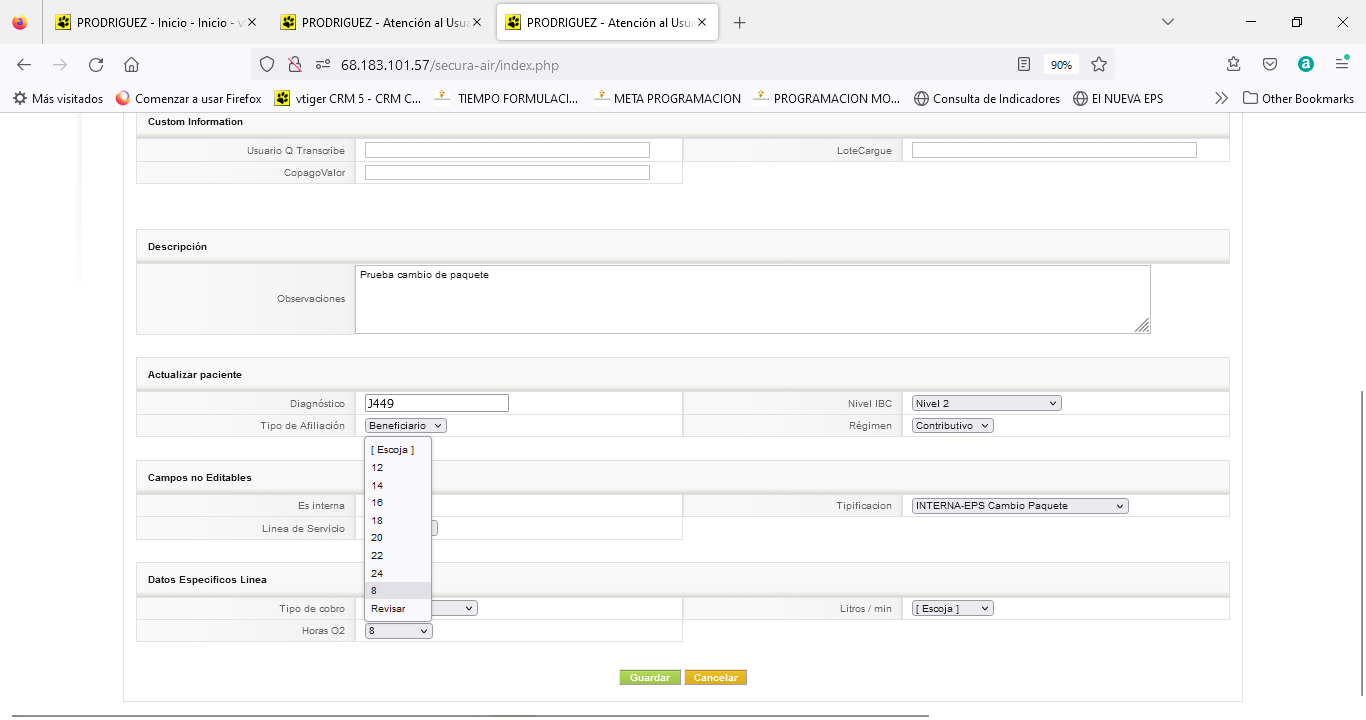 PRODRIGUEZ - Inicio - Inicio - v
PRODRIGUEZ - Atención al Usua
PRODRIGUEZ - Atención al Usua
68.183.101.57/secura-air/index.php
90%
Más visitados
Comenzar a usar Firefox
vtiger CRM 5 - CRM C...
TIEMPO FORMULACI...
META PROGRAMACION
PROGRAMACION MO...
Consulta de Indicadores
EI NUEVA EPS
Other Bookmarks
Custom Information
Usuario Q Transcribe
LoteCargue
CopagoValor
Descripción
Observaciones
Prueba cambio de paquete
Actualizar paciente
Diagnóstico
J449
Nivel IBC
Nivel 2
Tipo de Afiliación
Beneficiario
Régimen
Contributivo
[ Escoja ]
12
14
16
18
20
22
24
8
Revisar
Campos no Editables
Es interna
Tipificacion
INTERNA-EPS Cambio Paquete
Linea de Servicio
Datos Especificos Linea
Tipo de cobro
Litros / min
[ Escoja ]
Horas O2
8
Guardar
Cancelar